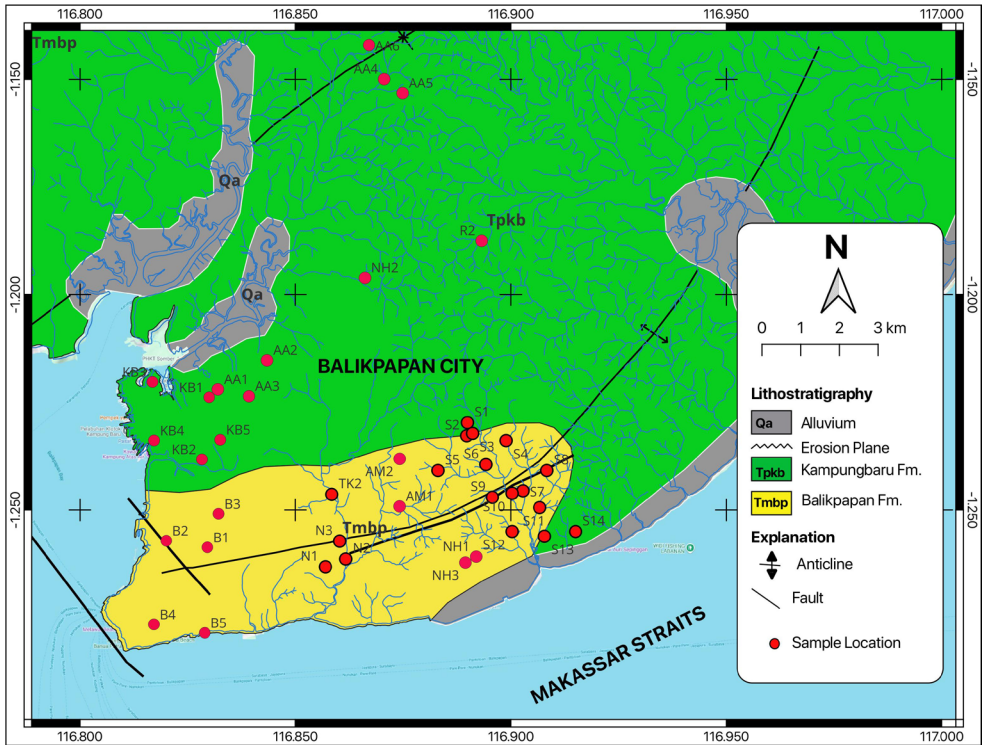 116.800 116.850 116.900 116.950 117.000
Tmbp
AA6
-1.150 -1.150
AA4
AA5
Qa
Tpkb
R2
NH2
-1.200 -1.200
Qa
N
0 1 2 3 km
AA2
BALIKPAPAN CITY
KB3
KB1
AA1
AA3
Lithostratigraphy
Qa Alluvium
Erosion Plane
Tpkb Kampungbaru Fm.
Tmbp Balikpapan Fm.
S1
S2
KB4
KB5
S3
S4
KB2
AM2
S5
S6
S8
TK2
S9
S7
AM1
-1.250 -1.250
S10
B3
Tmbp
S11
S14
B2
B1
N3
N2
N1
NH1
S12
S13
NH3
Explanation
Anticline
Fault
Sample Location
B4
B5
MAKASSAR STRAITS
116.800 116.850 116.900 116.950 117.000